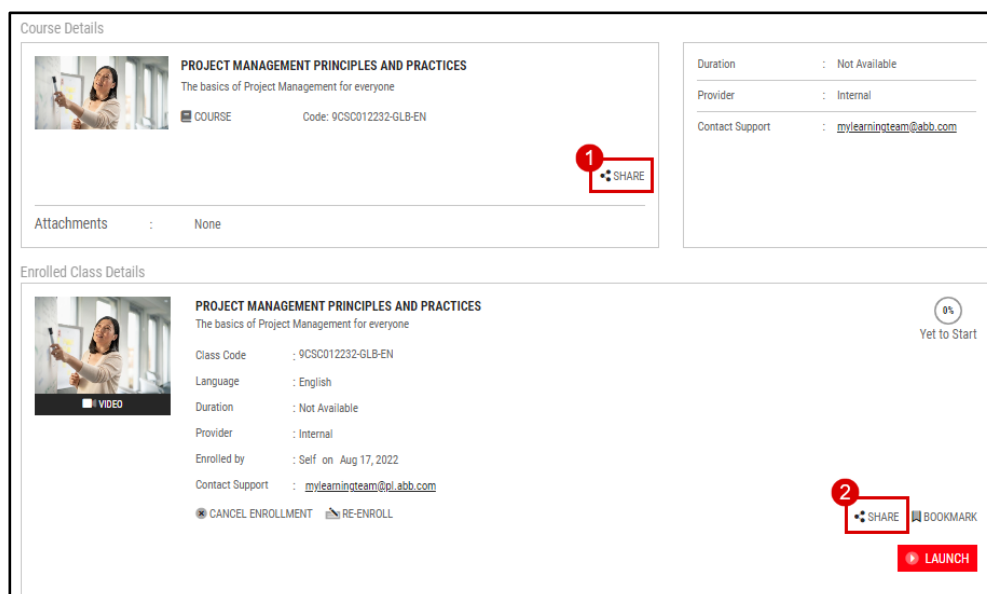 Course Details
PROJECT MANAGEMENT PRINCIPLES AND PRACTICES
The basics of Project Management for everyone
COURSE Code: 9CSC012232-GLB-EN
1
SHARE
Attachments : None
Duration : Not Available
Provider : Internal
Contact Support : mylearningteam@abb.com
Enrolled Class Details
VIDEO
PROJECT MANAGEMENT PRINCIPLES AND PRACTICES
The basics of Project Management for everyone
Class Code : 9CSC012232-GLB-EN
Language : English
Duration : Not Available
Provider : Internal
Enrolled by : Self on Aug 17, 2022
Contact Support : mylearningteam@pl.abb.com
CANCEL ENROLLMENT RE-ENROLL
0%
Yet to Start
2
SHARE BOOKMARK
LAUNCH